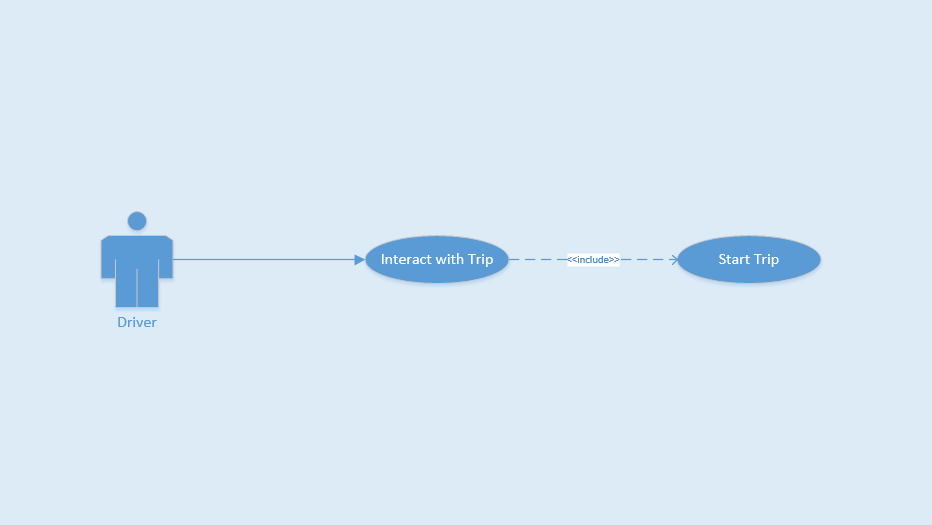 Interact with Trip
<<include>>
Start Trip
Driver